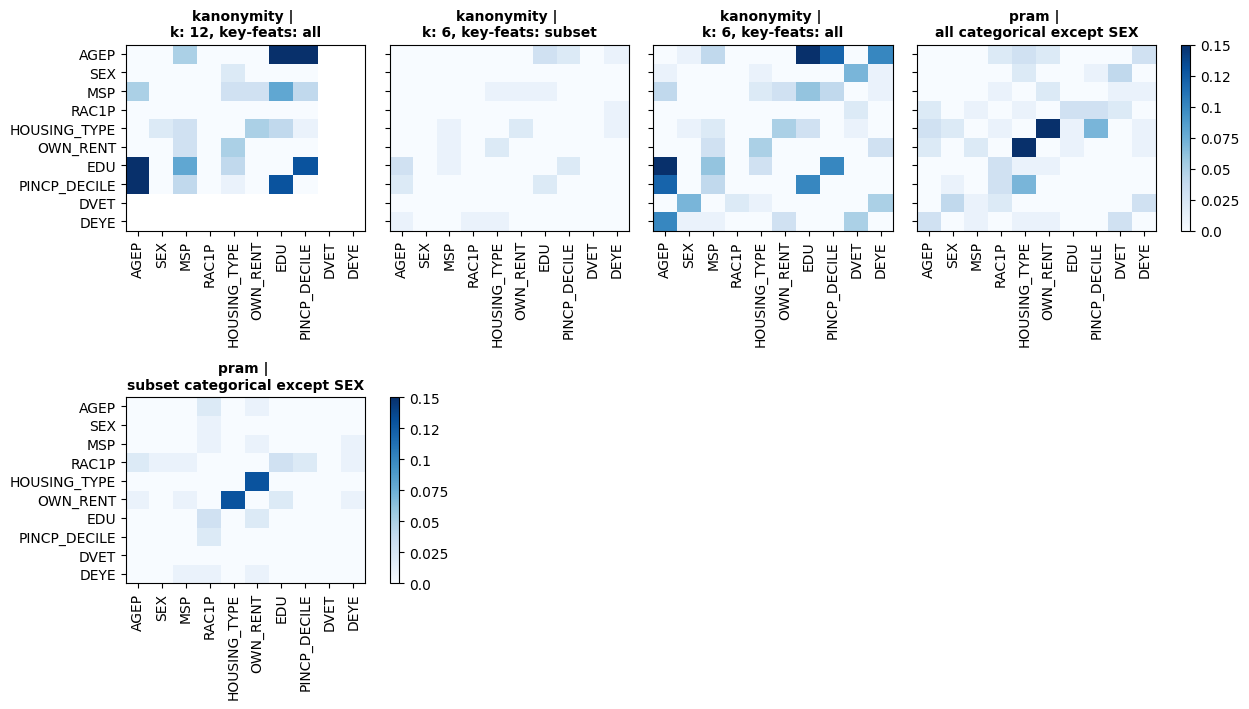 kanonymity |
k: 12, key-feats: all
kanonymity |
k: 6, key-feats: subset
kanonymity |
k: 6, key-feats: all
pram |
all categorical except SEX
AGEP
SEX
MSP
RAC1P
HOUSING_TYPE
OWN_RENT
EDU
PINCP_DECILE
DVET
DEYE
0.15
0.12
0.1
0.075
0.05
0.025
0.0
AGEP
SEX
MSP
RAC1P
HOUSING_TYPE
OWN_RENT
EDU
PINCP_DECILE
DVET
DEYE
AGEP
SEX
MSP
RAC1P
HOUSING_TYPE
OWN_RENT
EDU
PINCP_DECILE
DVET
DEYE
AGEP
SEX
MSP
RAC1P
HOUSING_TYPE
OWN_RENT
EDU
PINCP_DECILE
DVET
DEYE
AGEP
SEX
MSP
RAC1P
HOUSING_TYPE
OWN_RENT
EDU
PINCP_DECILE
DVET
DEYE
pram |
subset categorical except SEX
AGEP
SEX
MSP
RAC1P
HOUSING_TYPE
OWN_RENT
EDU
PINCP_DECILE
DVET
DEYE
0.15
0.12
0.1
0.075
0.05
0.025
0.0
AGEP
SEX
MSP
RAC1P
HOUSING_TYPE
OWN_RENT
EDU
PINCP_DECILE
DVET
DEYE